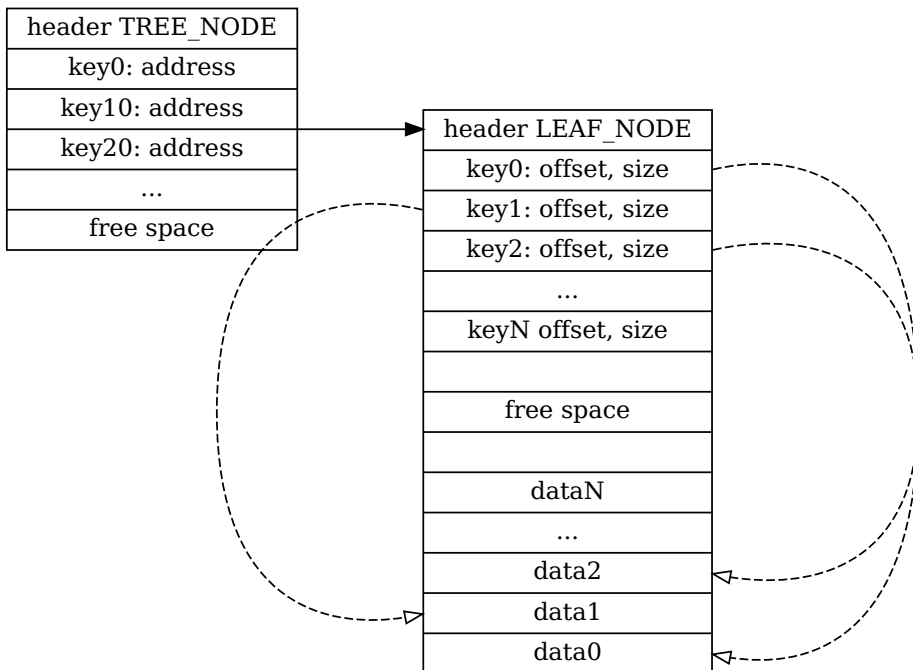 header TREE_NODE
key0: address
key10: address
key20: address
...
free space
header LEAF_NODE
key0: offset, size
key1: offset, size
key2: offset, size
...
keyN offset, size
free space
dataN
...
data2
data1
data0